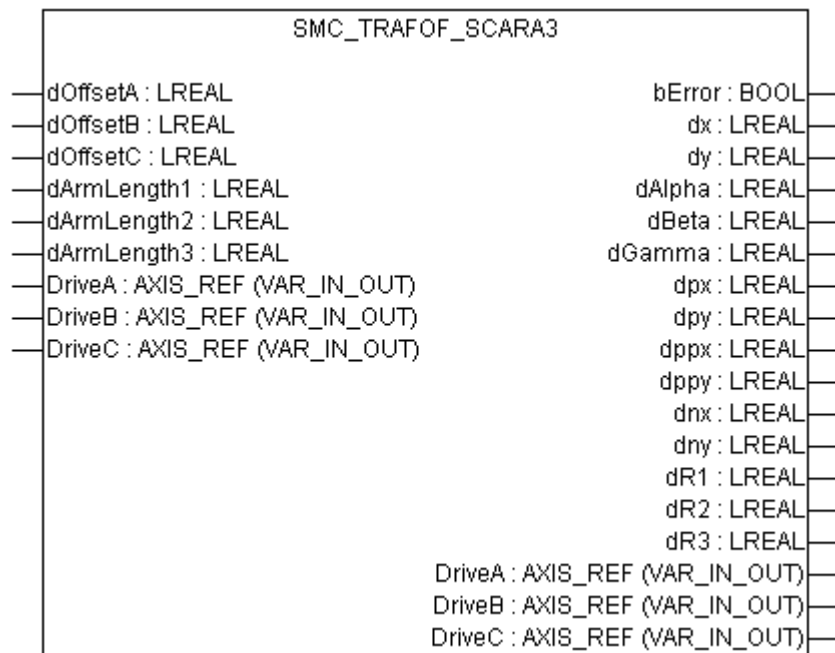 SMC_TRAFOF_SCARA3
dOffsetA : LREAL bError : BOOL
dOffsetB : LREAL dx : LREAL
dOffsetC : LREAL dy : LREAL
dArmLength1 : LREAL dAlpha : LREAL
dArmLength2 : LREAL dBeta : LREAL
dArmLength3 : LREAL dGamma : LREAL
DriveA : AXIS_REF (VAR_IN_OUT) dpx : LREAL
DriveB : AXIS_REF (VAR_IN_OUT) dpy : LREAL
DriveC : AXIS_REF (VAR_IN_OUT) dppx : LREAL
dppy : LREAL
dnx : LREAL
dny : LREAL
dR1 : LREAL
dR2 : LREAL
dR3 : LREAL
DriveA : AXIS_REF (VAR_IN_OUT)
DriveB : AXIS_REF (VAR_IN_OUT)
DriveC : AXIS_REF (VAR_IN_OUT)